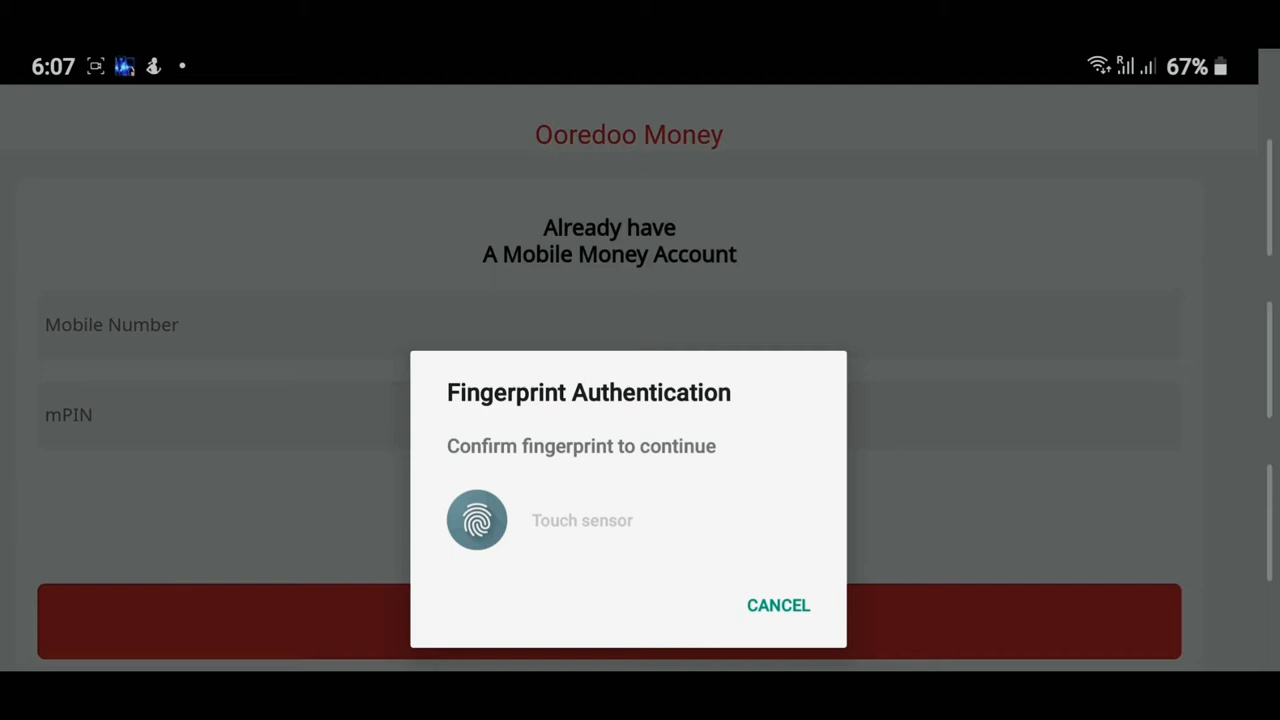 6:07
R
67%
Ooredoo Money
Already have
A Mobile Money Account
Mobile Number
mPIN
Fingerprint Authentication
Confirm fingerprint to continue
Touch sensor
CANCEL